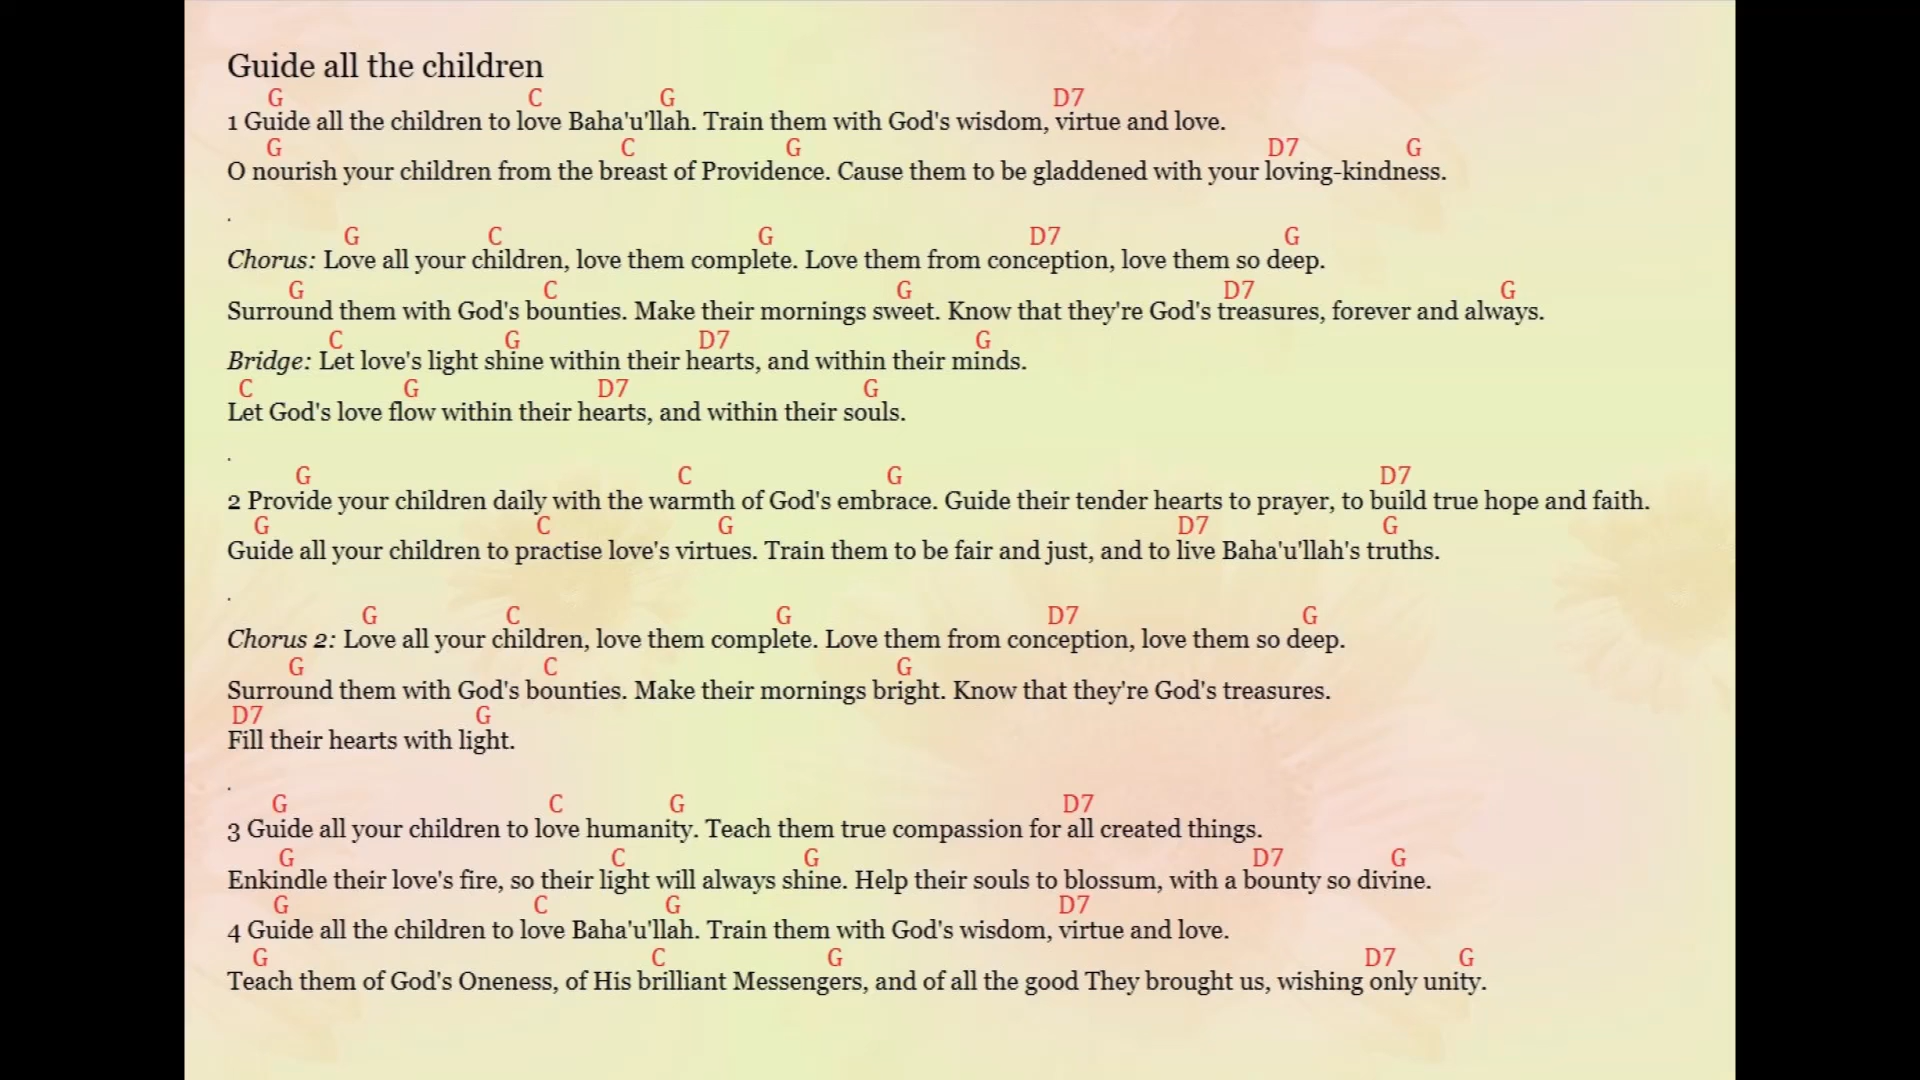 Guide all the children
G C G D7
1 Guide all the children to love Baha'u'llah. Train them with God's wisdom, virtue and love.
G C G D7 G
O nourish your children from the breast of Providence. Cause them to be gladdened with your loving-kindness.
.
G C G D7 G
Chorus: Love all your children, love them complete. Love them from conception, love them so deep.
G C G D7 G
Surround them with God's bounties. Make their mornings sweet. Know that they're God's treasures, forever and always.
C G D7 G
Bridge: Let love's light shine within their hearts, and within their minds.
C G D7 G
Let God's love flow within their hearts, and within their souls.
.
G C G D7
2 Provide your children daily with the warmth of God's embrace. Guide their tender hearts to prayer, to build true hope and faith.
G C G D7 G
Guide all your children to practise love's virtues. Train them to be fair and just, and to live Baha'u'llah's truths.
.
G C G D7 G
Chorus 2: Love all your children, love them complete. Love them from conception, love them so deep.
G C G
Surround them with God's bounties. Make their mornings bright. Know that they're God's treasures.
D7 G
Fill their hearts with light.
.
G C G D7
3 Guide all your children to love humanity. Teach them true compassion for all created things.
G C G D7 G
Enkindle their love's fire, so their light will always shine. Help their souls to blossom, with a bounty so divine.
G C G D7
4 Guide all the children to love Baha'u'llah. Train them with God's wisdom, virtue and love.
G C G D7 G
Teach them of God's Oneness, of His brilliant Messengers, and of all the good They brought us, wishing only unity.